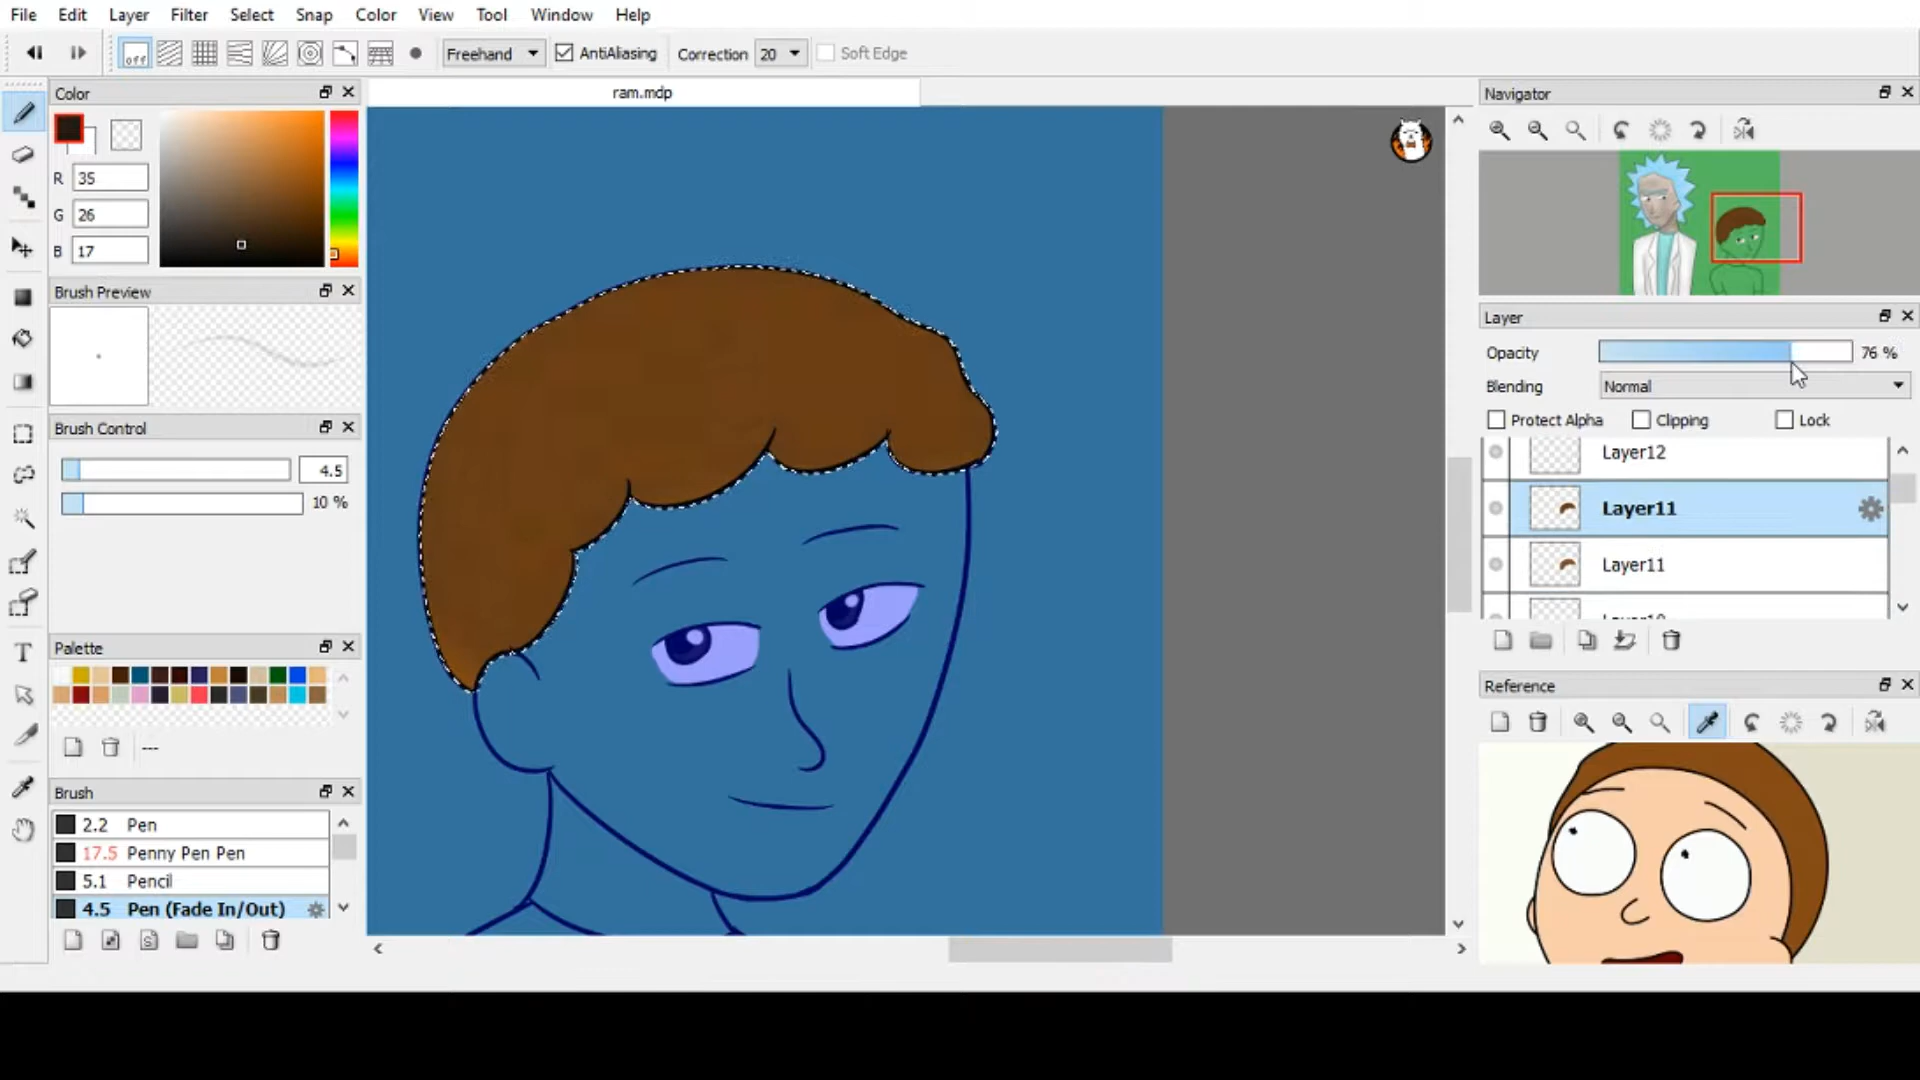 File Edit Layer Filter Select Snap Color View Tool Window Help
off Freehand AntiAliasing Correction 20 Soft Edge
Color
R 35
G 26
B 17
Brush Preview
Brush Control
4.5
10 %
Palette
---
Brush
2.2 Pen
17.5 Penny Pen Pen
5.1 Pencil
4.5 Pen (Fade In/Out)
ram.mdp
Navigator
Layer
Opacity 76 %
Blending Normal
Protect Alpha Clipping Lock
Layer12
Layer11
Layer11
Reference